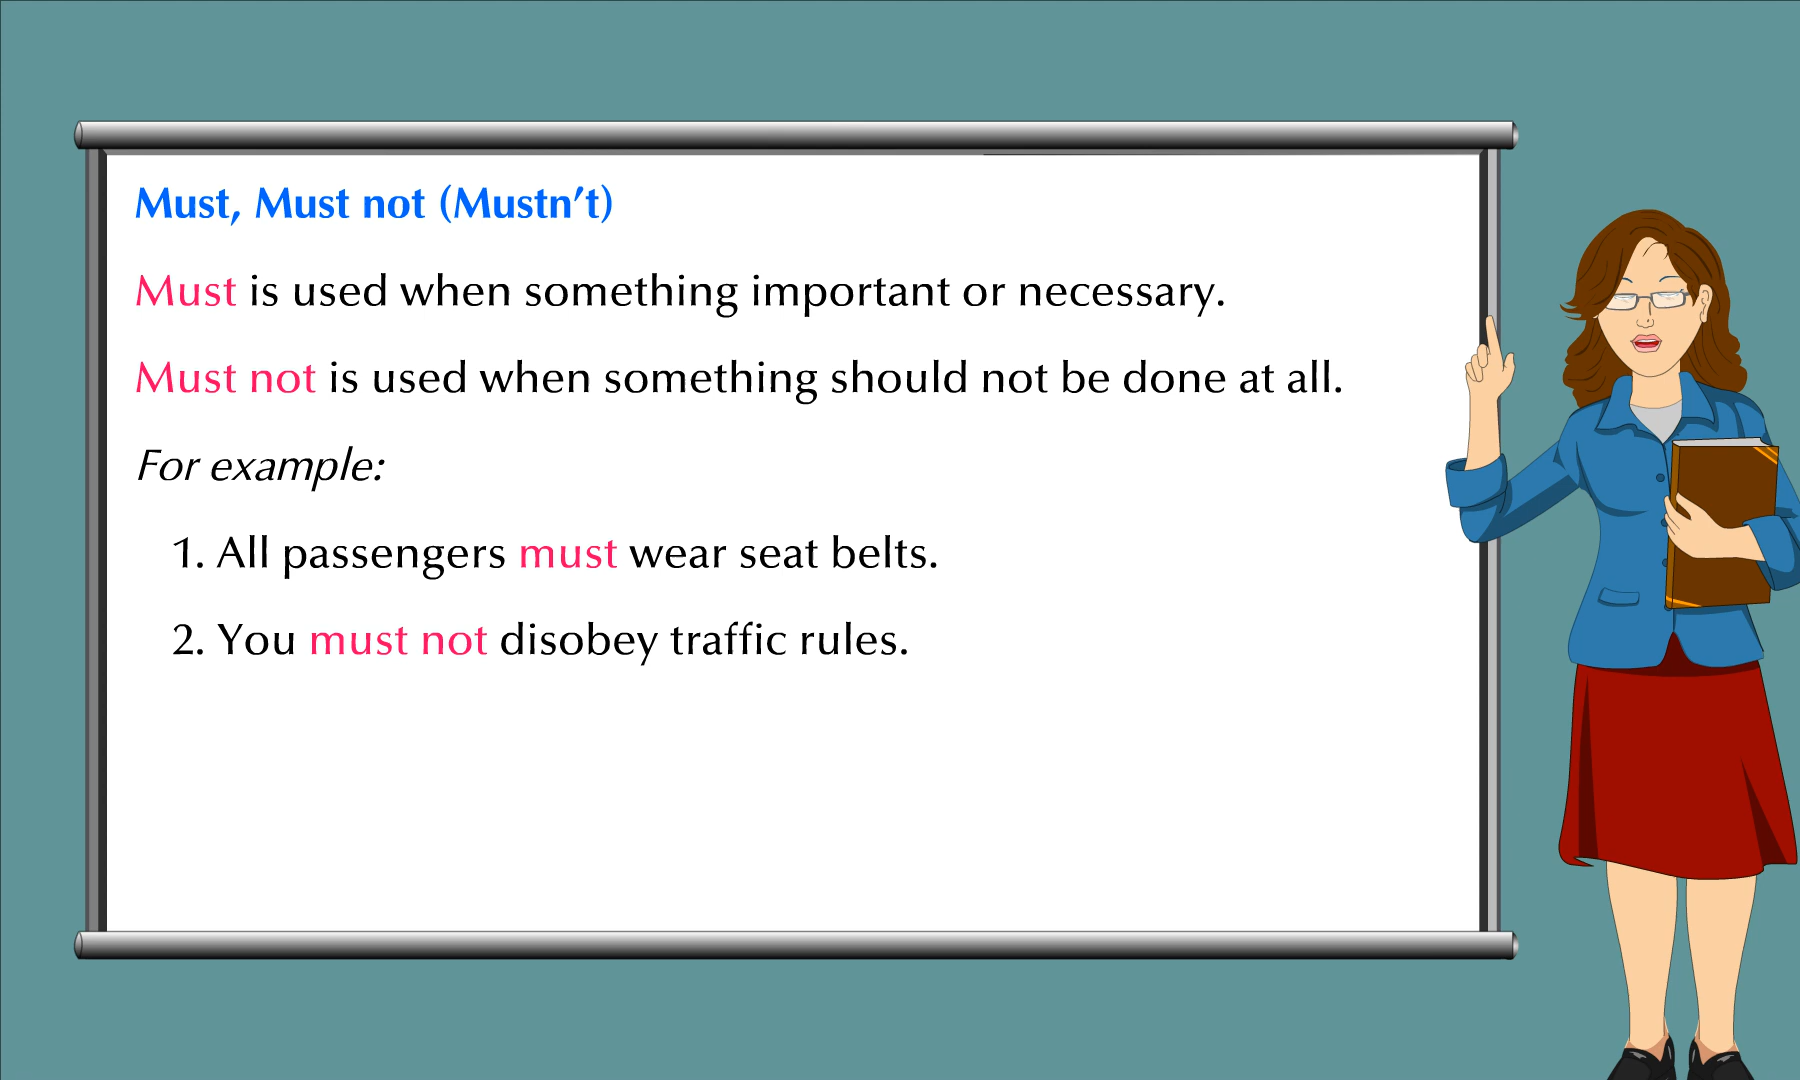 Must, Must not (Mustn’t)
Must is used when something important or necessary.
Must not is used when something should not be done at all.
For example:
1. All passengers must wear seat belts.
2. You must not disobey traffic rules.